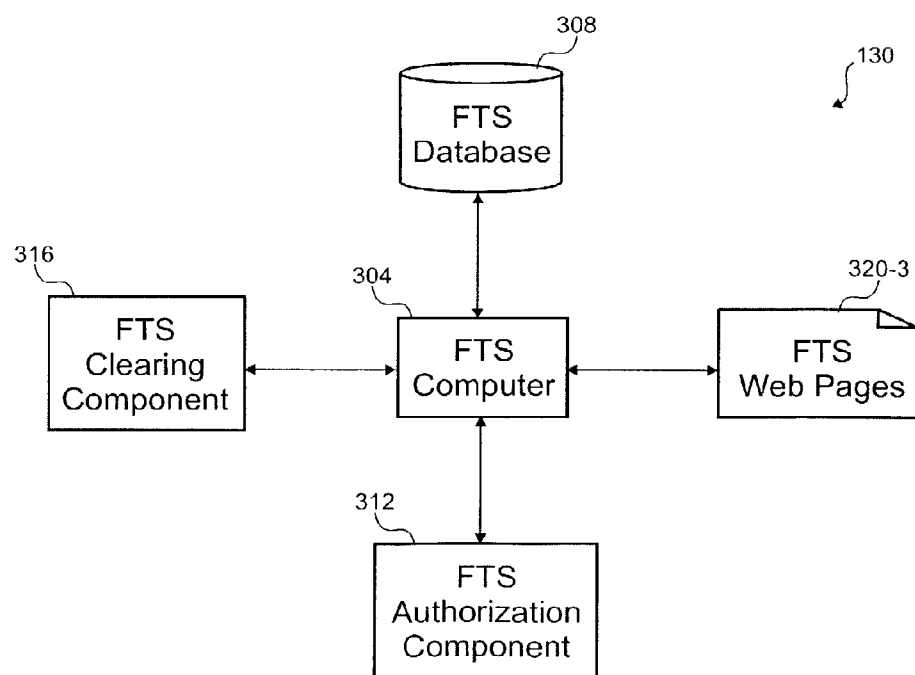 308
130
FTS
Database
316
304
320-3
FTS
Clearing
Component
FTS
Computer
FTS
Web Pages
312
FTS
Authorization
Component